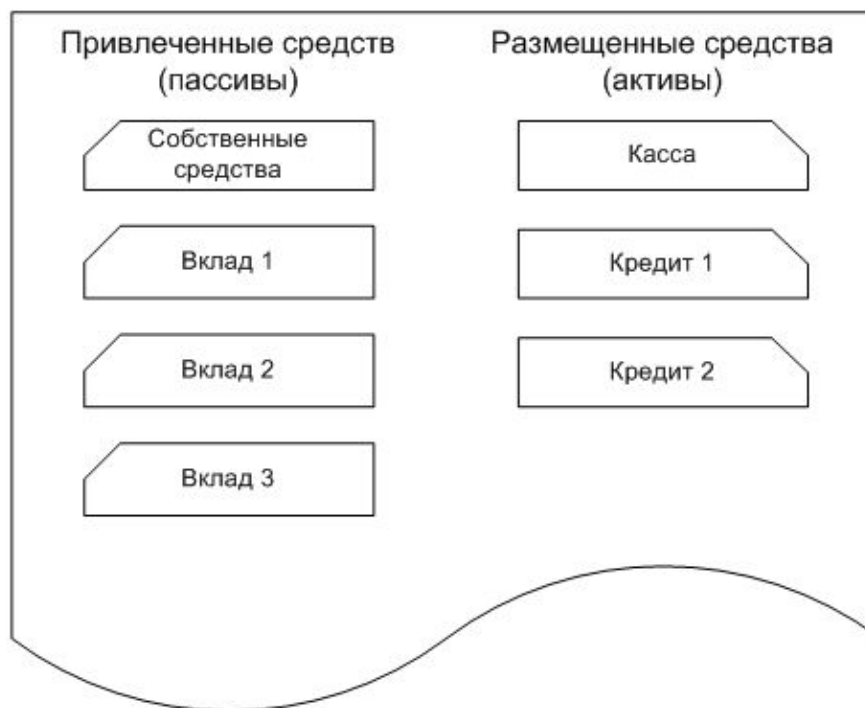 Привлеченные средств
(пассивы)
Собственные
средства
Вклад 1
Вклад 2
Вклад 3
Размещенные средства
(активы)
Касса
Кредит 1
Кредит 2